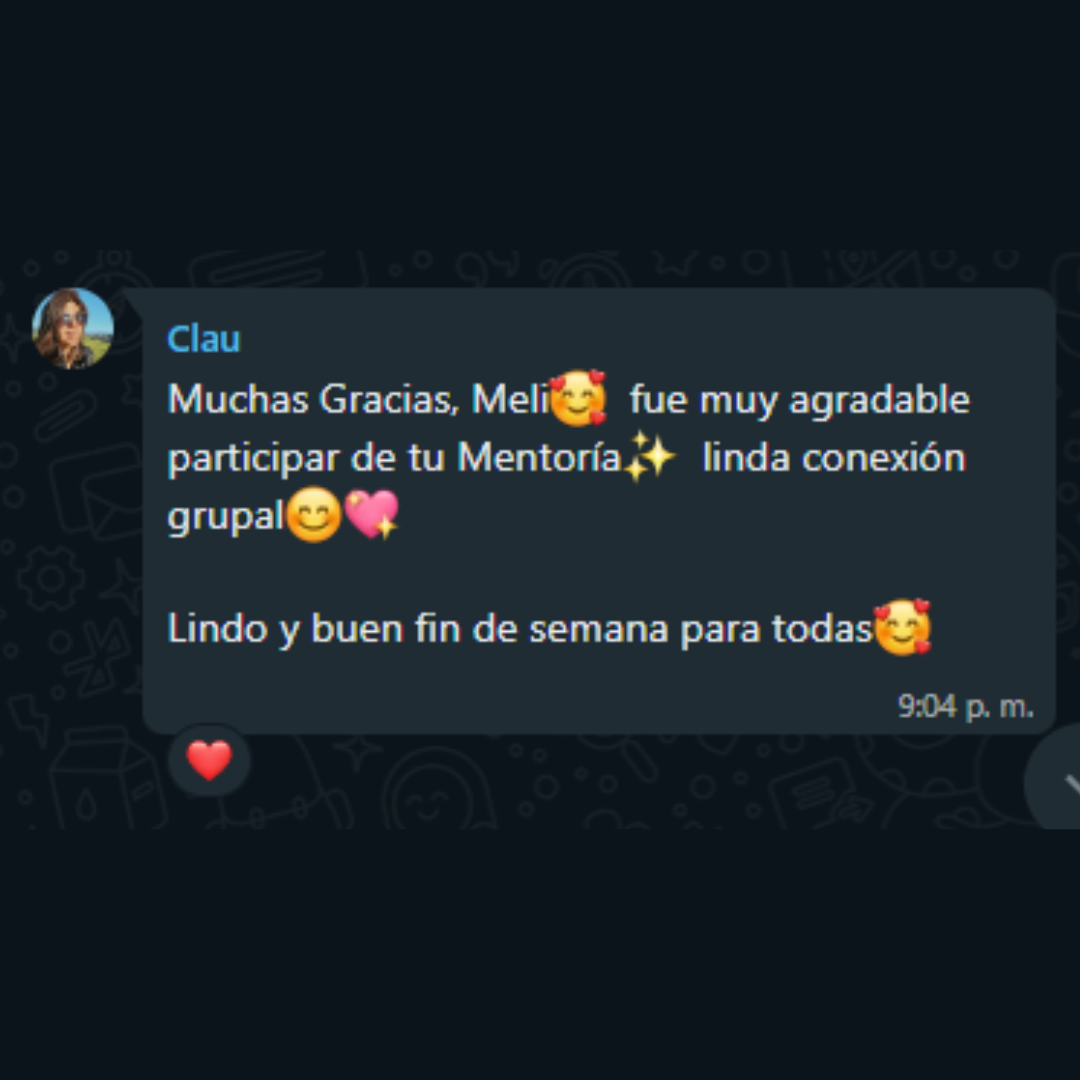 Clau
Muchas Gracias, Meli🥰 fue muy agradable
participar de tu Mentoría✨ linda conexión
grupal😊💖
Lindo y buen fin de semana para todas🥰
9:04 p. m.